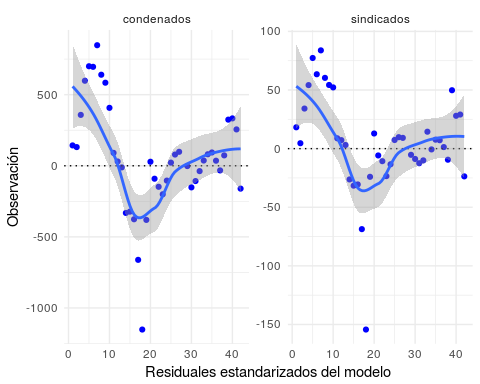 condenados
sindicados
Observación
500
0
-500
-1000
100
50
0
-50
-100
-150
0 10 20 30 40
0 10 20 30 40
Residuales estandarizados del modelo